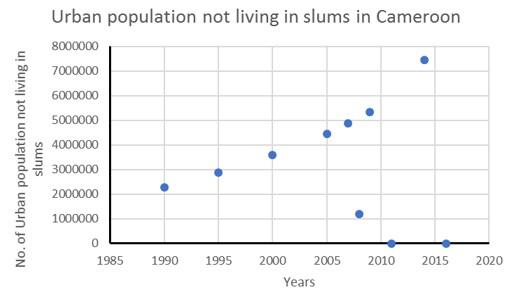 Urban population not living in slums in Cameroon
No. of Urban population not living in
slums
8000000
7000000
6000000
5000000
4000000
3000000
2000000
1000000
0
1985 1990 1995 2000 2005 2010 2015 2020
Years